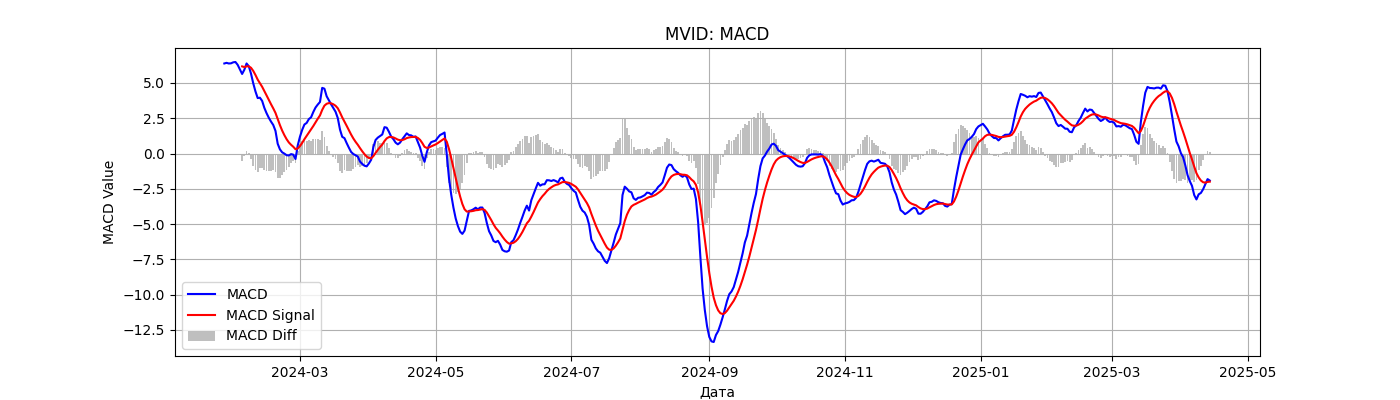 MVID: MACD
MACD Value
5.0
2.5
0.0
−2.5
−5.0
−7.5
−10.0
−12.5
MACD
MACD Signal
MACD Diff
2024-03 2024-05 2024-07 2024-09 2024-11 2025-01 2025-03 2025-05
Дата